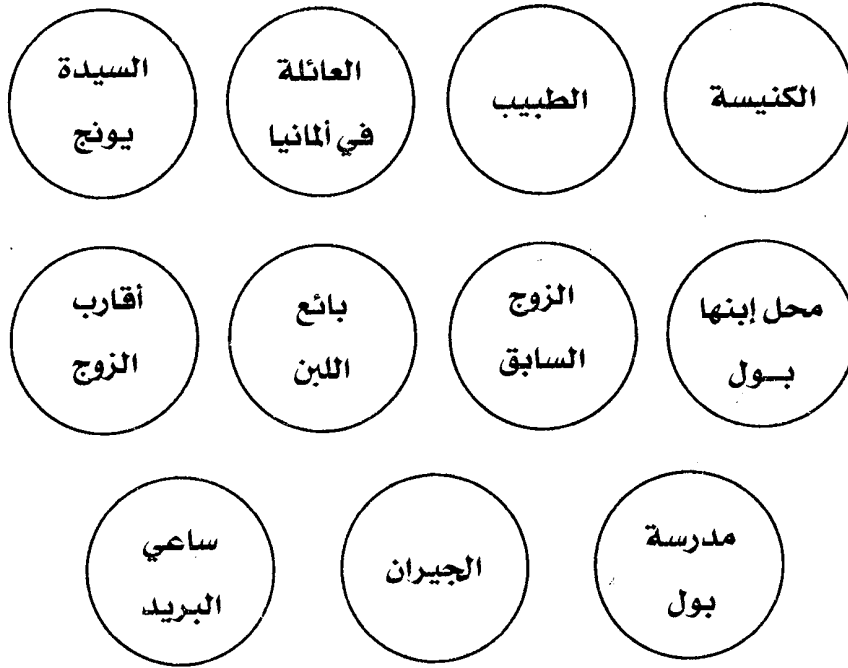 الكنيسة
الطبيب
العائلة
في ألمانيا
السيدة
يونج
محل إبنها
بـــول
الزوج
السابق
بائع
اللبن
أقارب
الزوج
مدرسة
بول
الجيران
ساعي
البريد